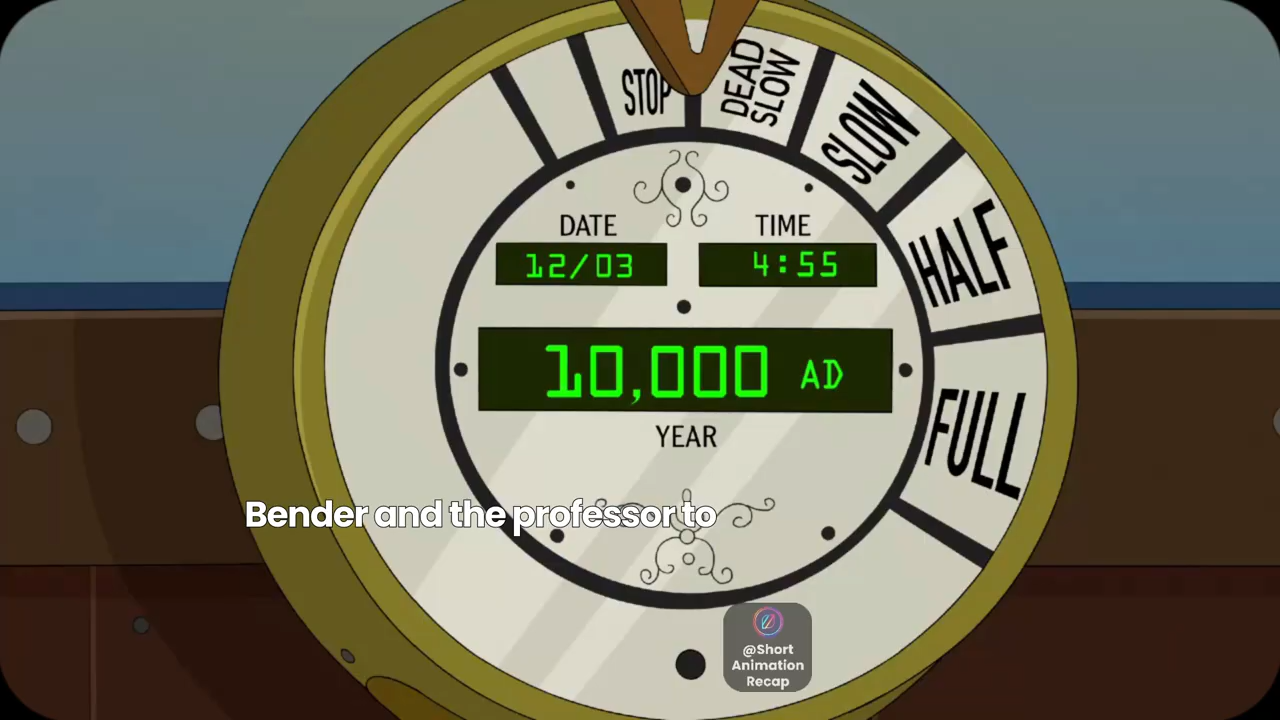 STOP
DEAD
SLOW
SLOW
HALF
FULL
DATE
TIME
12/03
4:55
10,000 AD
YEAR
Bender and the professor to
@Short
Animation
Recap